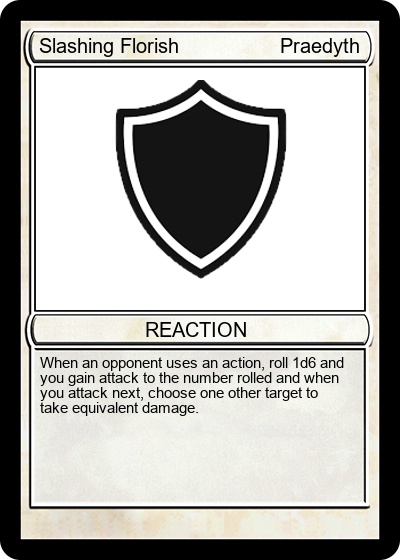 Slashing Florish Praedyth
REACTION
When an opponent uses an action, roll 1d6 and
you gain attack to the number rolled and when
you attack next, choose one other target to
take equivalent damage.